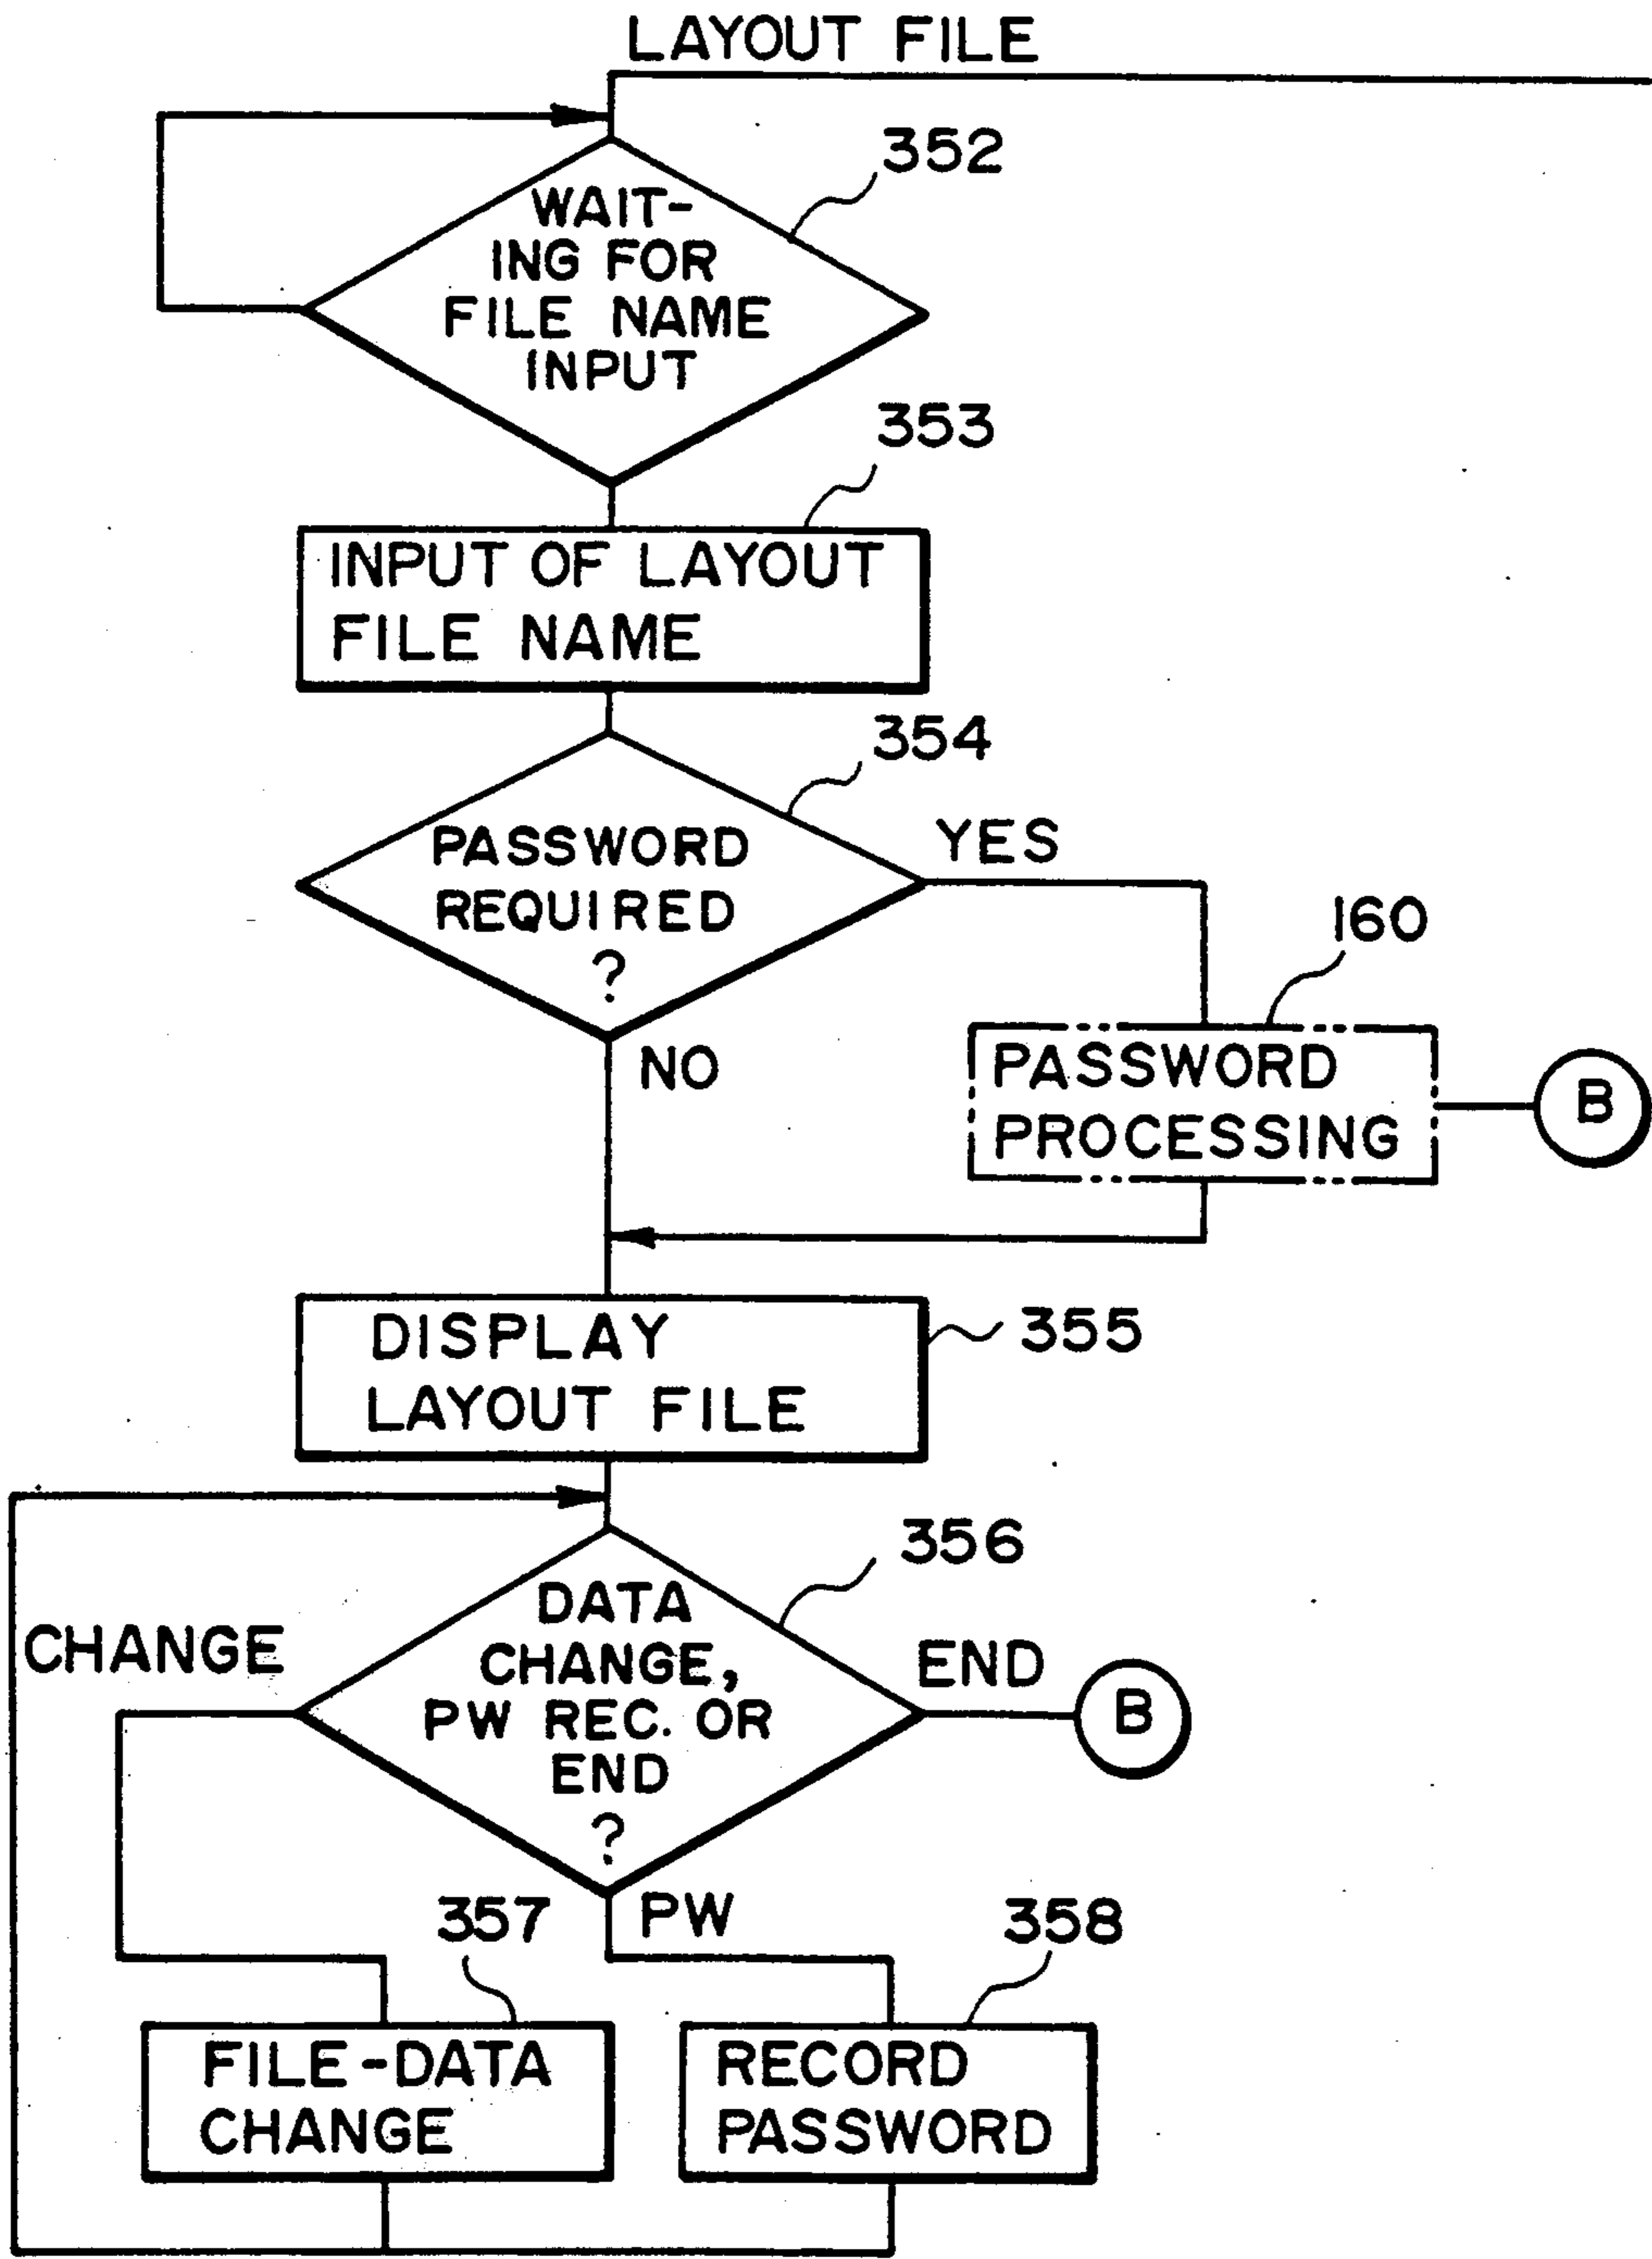 LAYOUT FILE
352
WAIT-
ING FOR
FILE NAME
INPUT
353
INPUT OF LAYOUT
FILE NAME
354
PASSWORD
REQUIRED
?
YES
NO
160
PASSWORD
PROCESSING
B
DISPLAY
LAYOUT FILE
355
356
DATA
CHANGE,
PW REC. OR
END
?
CHANGE
END
B
PW
357
358
FILE-DATA
CHANGE
RECORD
PASSWORD